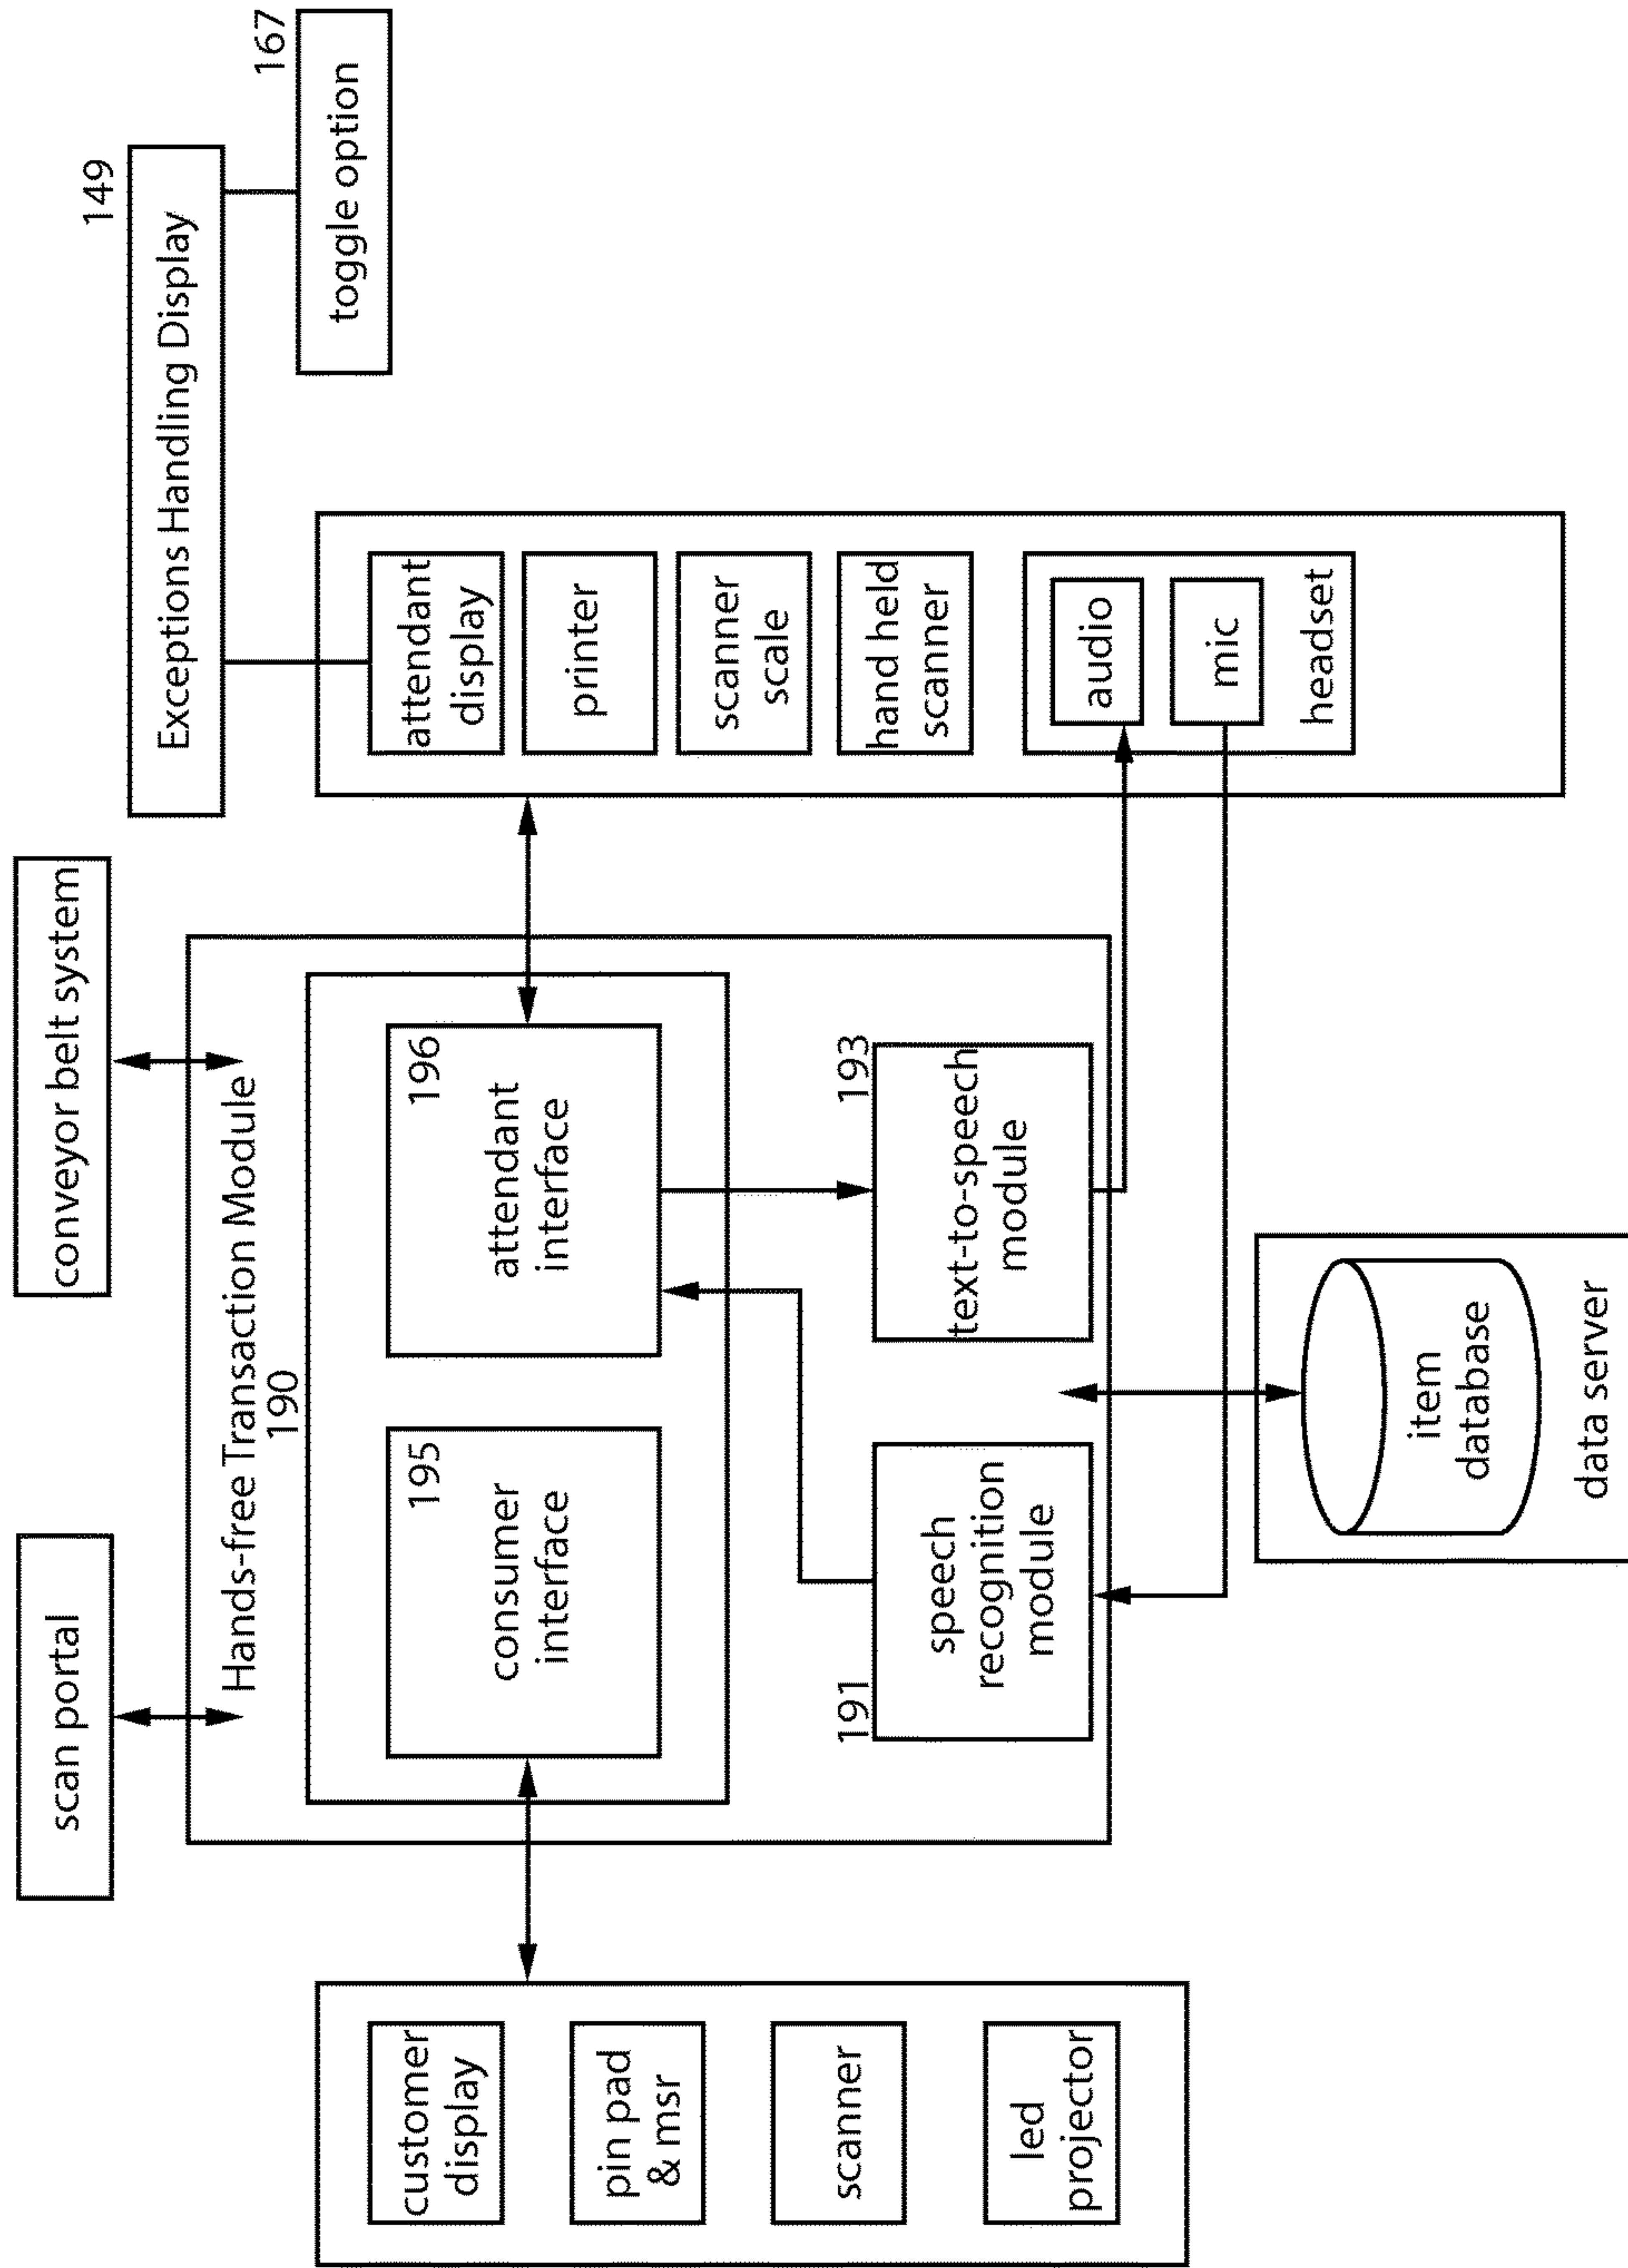 scan portal
conveyor belt system
149
Exceptions Handling Display
167
toggle option
Hands-free Transaction Module
190
195
consumer
interface
196
attendant
interface
191
speech
recognition
module
193
text-to-speech
module
customer
display
pin pad
& msr
scanner
led
projector
attendant
display
printer
scanner
scale
hand held
scanner
audio
mic
headset
item
database
data server